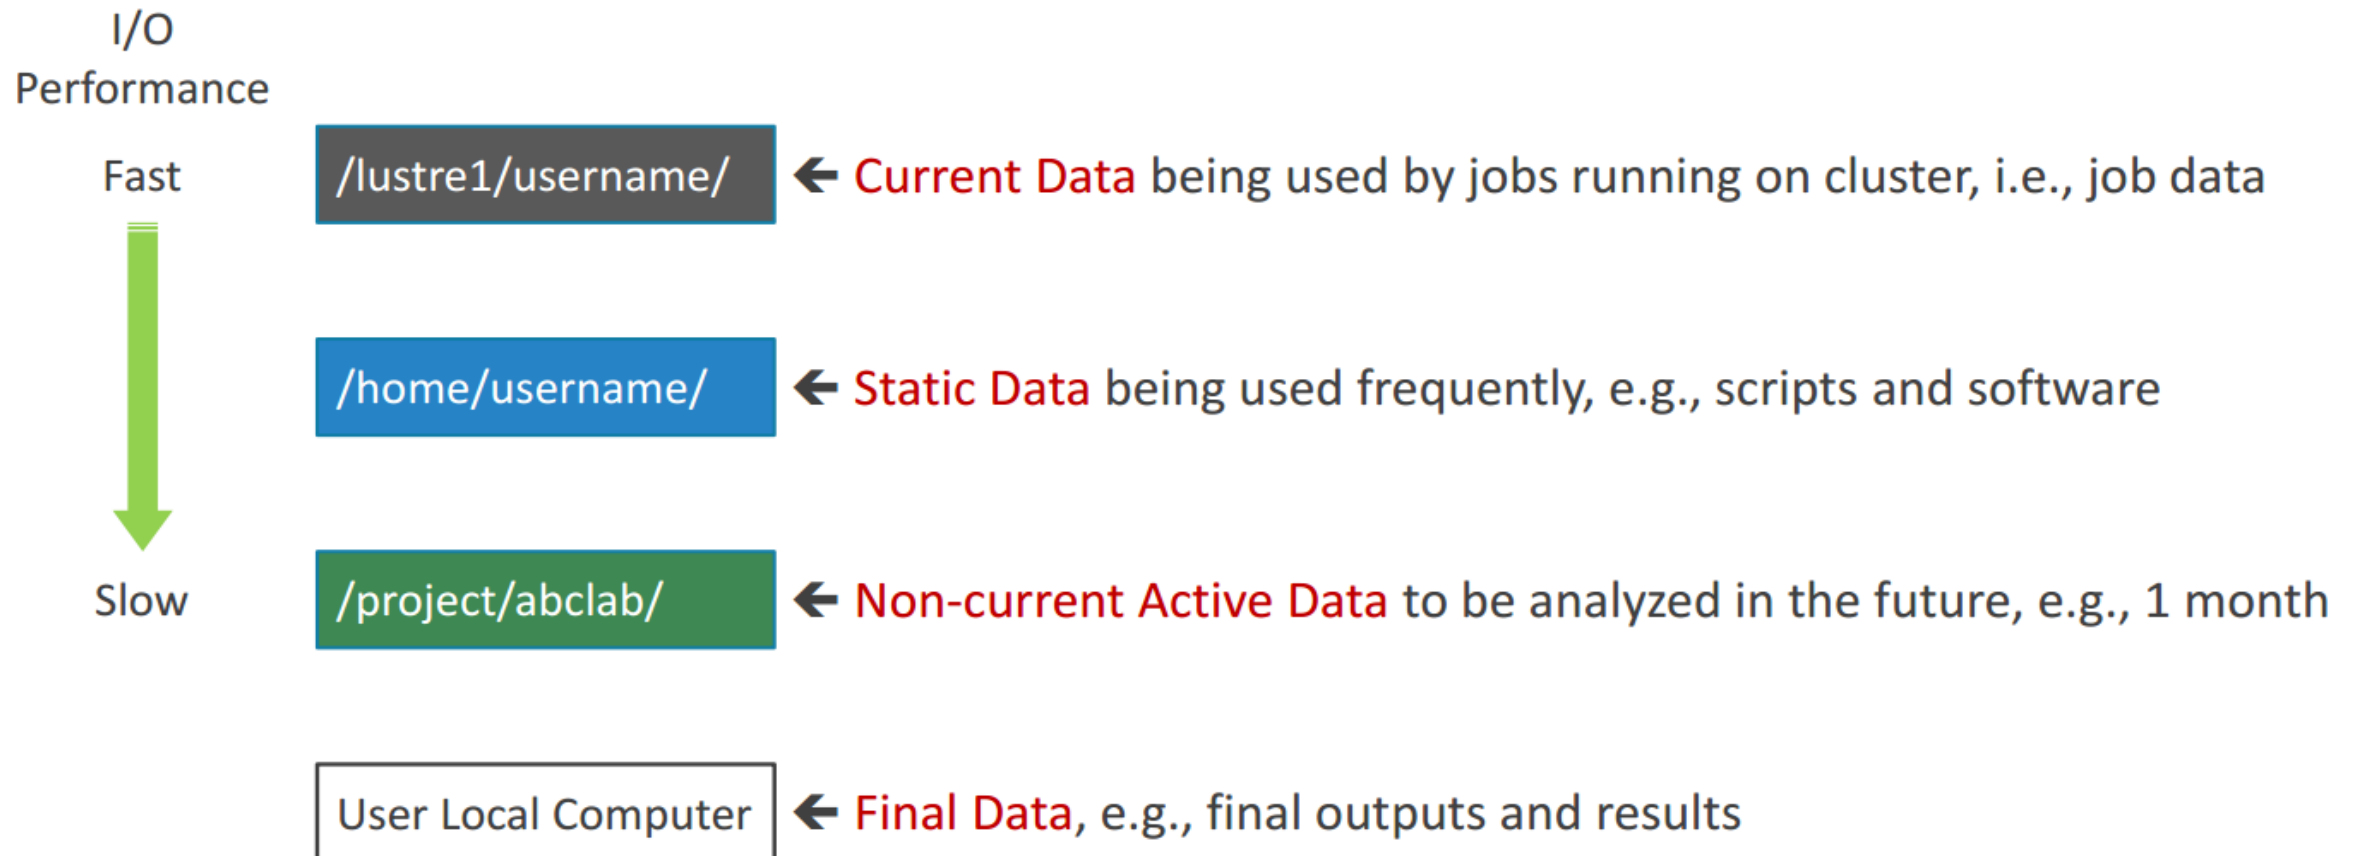 I/O
Performance
Fast
/lustre1/username/
🡸 Current Data being used by jobs running on cluster, i.e., job data
/home/username/
🡸 Static Data being used frequently, e.g., scripts and software
Slow
/project/abclab/
🡸 Non-current Active Data to be analyzed in the future, e.g., 1 month
User Local Computer
🡸 Final Data, e.g., final outputs and results